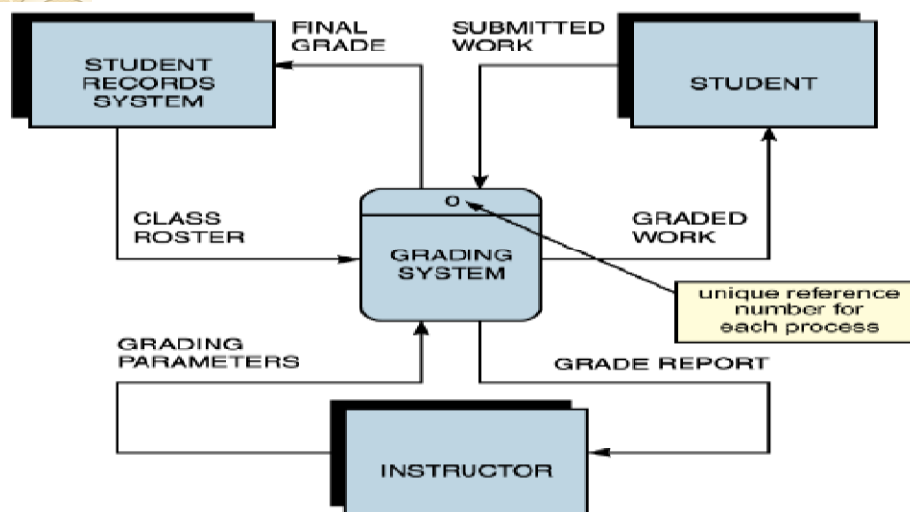 FINAL
GRADE
SUBMITTED
WORK
STUDENT
RECORDS
SYSTEM
STUDENT
0
CLASS
ROSTER
GRADED
WORK
GRADING
SYSTEM
unique reference
number for
each process
GRADING
PARAMETERS
GRADE REPORT
INSTRUCTOR